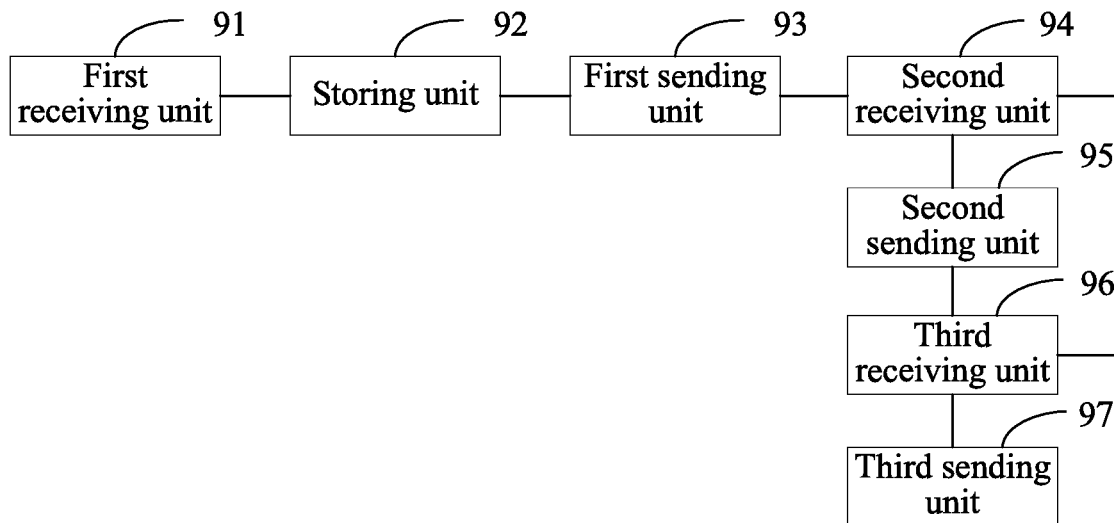 91
92
93
94
First
receiving unit
Storing unit
First sending
unit
Second
receiving unit
95
Second
sending unit
96
Third
receiving unit
97
Third sending
unit